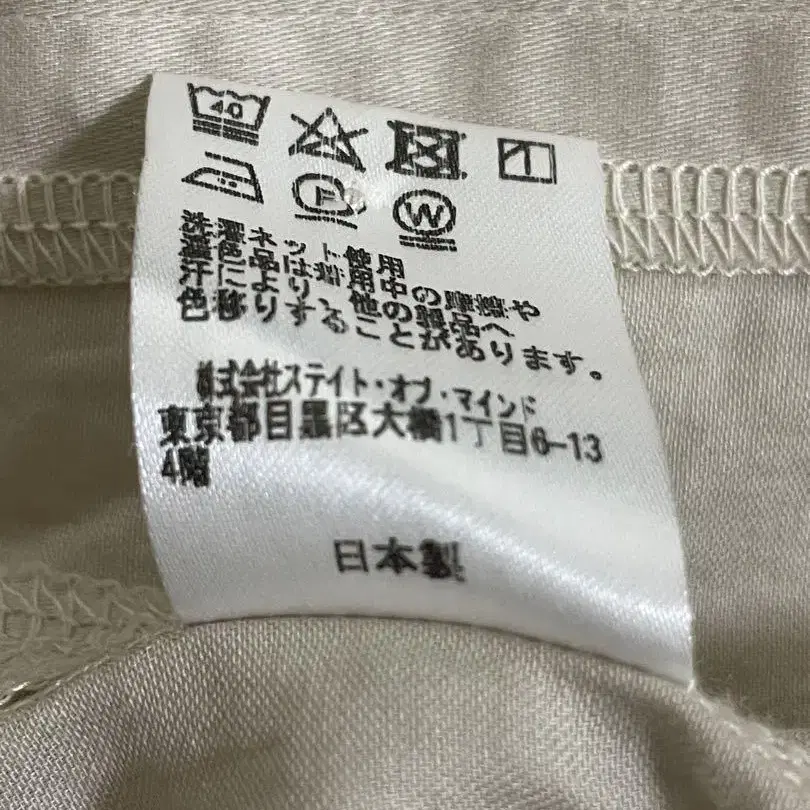 40
F
W
洗濯ネット使用
濃色品は着用中の摩擦や
汗により、他の製品へ
色移りすることがあります。
株式会社ステイト・オブ・マインド
東京都目黒区大橋1丁目6-13
4階
日本製